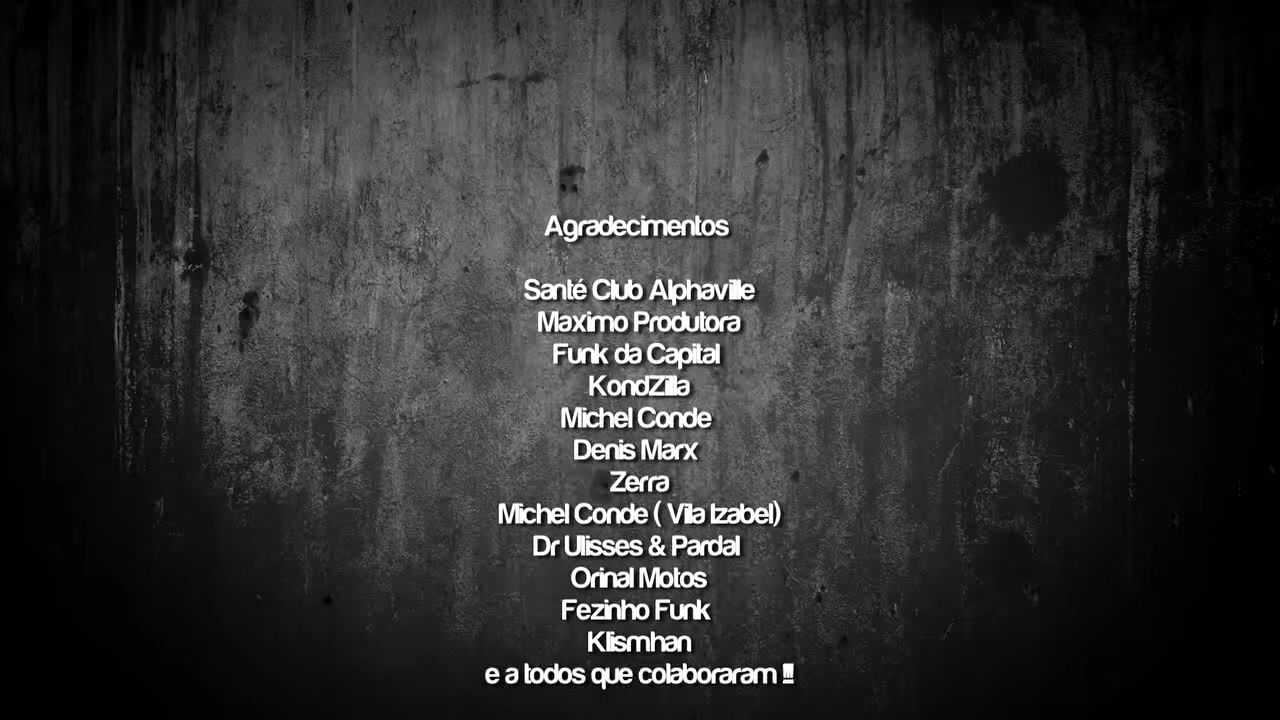 Agradecimentos
Santé Club Alphaville
Maximo Produtora
Funk da Capital
KondZilla
Michel Conde
Denis Marx
Zerra
Michel Conde ( Vila Izabel)
Dr Ulisses & Pardal
Orinal Motos
Fezinho Funk
Klismhan
e a todos que colaboraram !!!